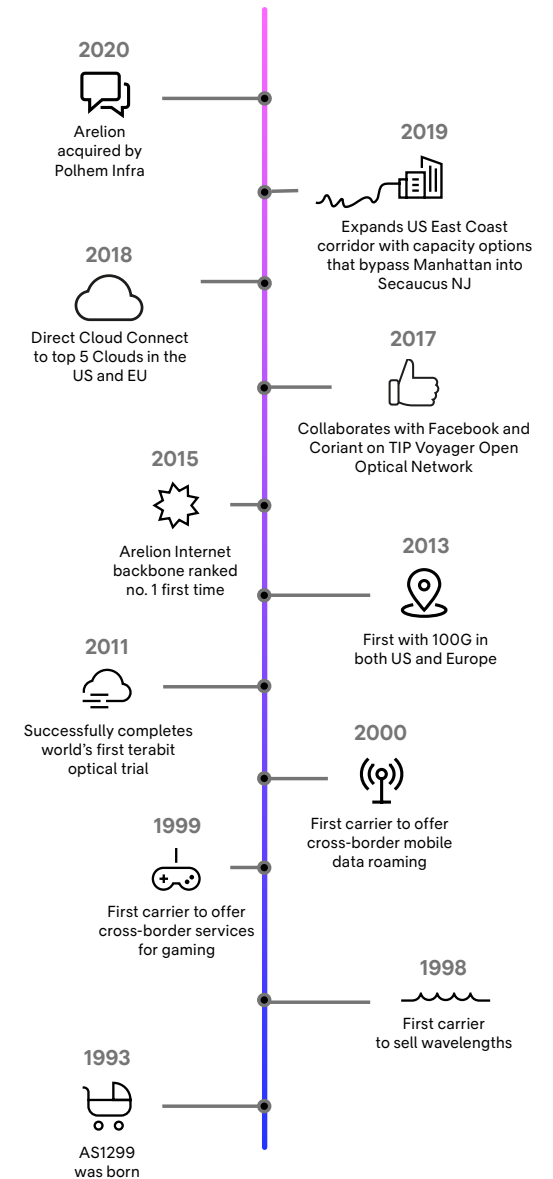 2020
Arelion
acquired by
Polhem Infra
2019
Expands US East Coast
corridor with capacity options
that bypass Manhattan into
Secaucus NJ
2018
Direct Cloud Connect
to top 5 Clouds in the
US and EU
2017
Collaborates with Facebook and
Coriant on TIP Voyager Open
Optical Network
2015
Arelion Internet
backbone ranked
no. 1 first time
2013
First with 100G in
both US and Europe
2011
Successfully completes
world’s first terabit
optical trial
2000
First carrier to offer
cross-border mobile
data roaming
1999
First carrier to offer
cross-border services
for gaming
1998
First carrier
to sell wavelengths
1993
AS1299
was born